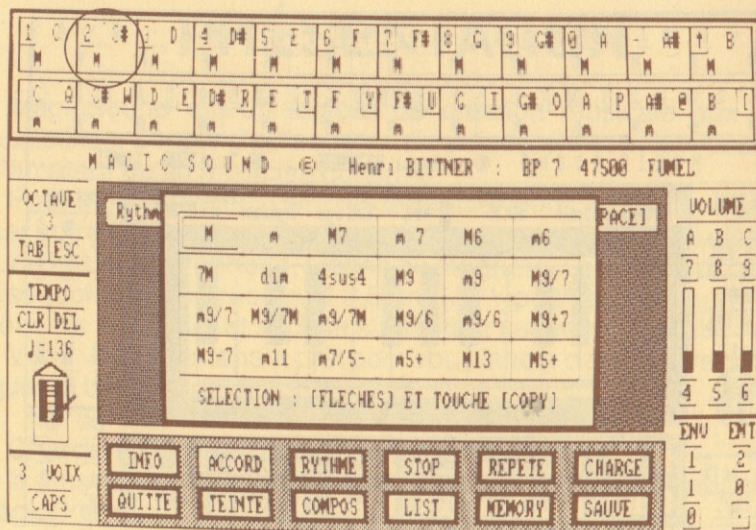 1 C 2 C# 3 D 4 D# 5 E 6 F 7 F# 8 G 9 G# 0 A - A# ↑ B
M M M M M M M M M M M M
C Q C# W D E D# R E T F Y F# U G I G# O A P A# @ B [
m m m m m m m m m m m m
MAGIC SOUND © Henri BITTNER : BP 7 47500 FUMEL
OCTAVE
3
TAB ESC
TEMPO
CLR DEL
♩=136
3 VOIX
CAPS
Rythm
PACE]
M m M7 m 7 M6 m6
7M dim 4sus4 M9 m9 M9/7
m9/7 M9/7M m9/7M M9/6 m9/6 M9+7
M9-7 m11 m7/5- m5+ M13 M5+
SELECTION : [FLECHES] ET TOUCHE [COPY]
INFO ACCORD RYTHME STOP REPETE CHARGE
QUITTE TEINTE COMPOS LIST MEMORY SAUVE
VOLUME
A B C
7 8 9
4 5 6
ENV ENT
1 2
1 0
0 .